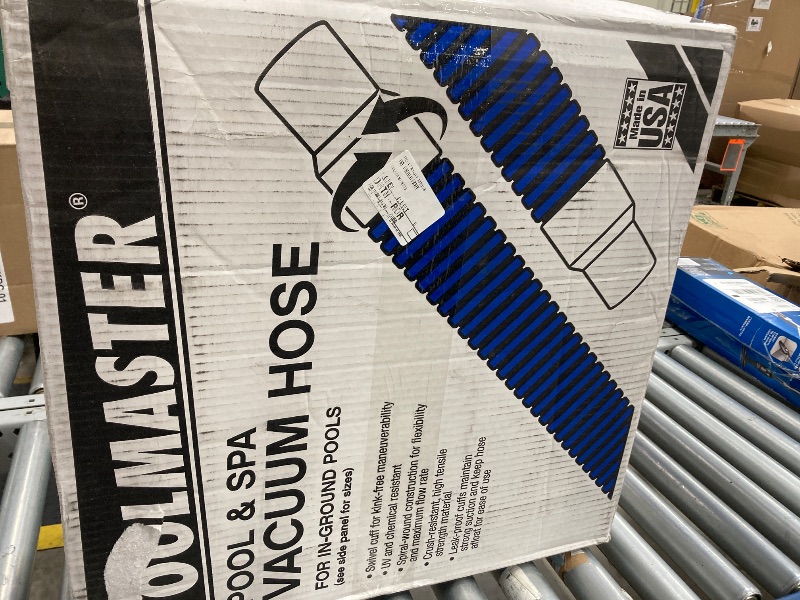 OOLMASTER®
POOL & SPA
VACUUM HOSE
FOR IN-GROUND POOLS
(see side panel for sizes)
• Swivel cuff for kink-free maneuverability
• UV and chemical resistant
• Spiral-wound construction for flexibility
and maximum flow rate
• Crush-resistant, high tensile
strength material
• Leak-proof cuffs maintain
strong suction and keep hose
afloat for ease of use
Made in
USA